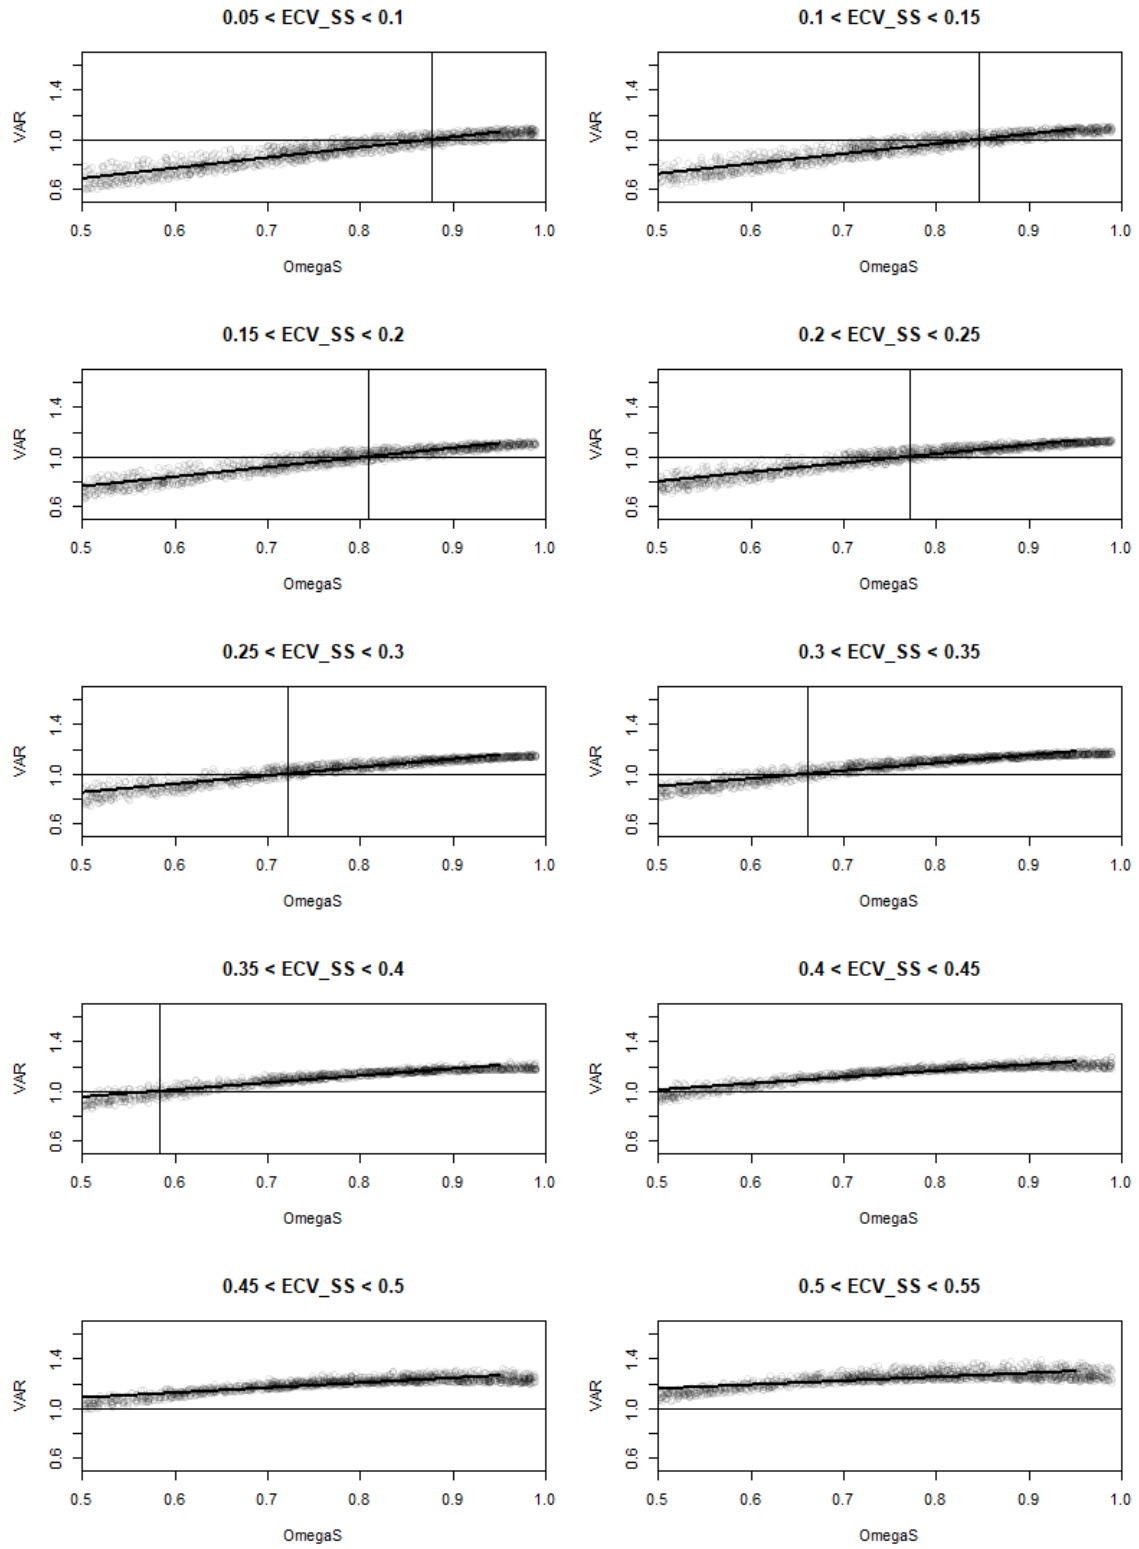 0.05 < ECV_SS < 0.1
VAR
0.6 1.0 1.4
0.5 0.6 0.7 0.8 0.9 1.0
OmegaS
0.1 < ECV_SS < 0.15
VAR
0.6 1.0 1.4
0.5 0.6 0.7 0.8 0.9 1.0
OmegaS
0.15 < ECV_SS < 0.2
VAR
0.6 1.0 1.4
0.5 0.6 0.7 0.8 0.9 1.0
OmegaS
0.2 < ECV_SS < 0.25
VAR
0.6 1.0 1.4
0.5 0.6 0.7 0.8 0.9 1.0
OmegaS
0.25 < ECV_SS < 0.3
VAR
0.6 1.0 1.4
0.5 0.6 0.7 0.8 0.9 1.0
OmegaS
0.3 < ECV_SS < 0.35
VAR
0.6 1.0 1.4
0.5 0.6 0.7 0.8 0.9 1.0
OmegaS
0.35 < ECV_SS < 0.4
VAR
0.6 1.0 1.4
0.5 0.6 0.7 0.8 0.9 1.0
OmegaS
0.4 < ECV_SS < 0.45
VAR
0.6 1.0 1.4
0.5 0.6 0.7 0.8 0.9 1.0
OmegaS
0.45 < ECV_SS < 0.5
VAR
0.6 1.0 1.4
0.5 0.6 0.7 0.8 0.9 1.0
OmegaS
0.5 < ECV_SS < 0.55
VAR
0.6 1.0 1.4
0.5 0.6 0.7 0.8 0.9 1.0
OmegaS